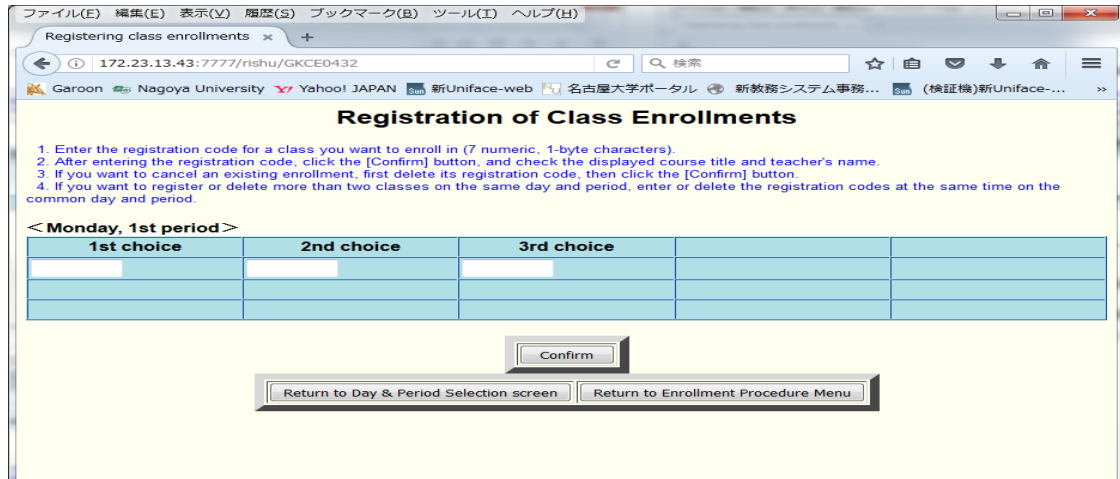 ファイル(F) 編集(E) 表示(V) 履歴(S) ブックマーク(B) ツール(T) ヘルプ(H)
Registering class enrollments × +
172.23.13.43:7777/rishu/GKCE0432 検索
Garoon Nagoya University Yahoo! JAPAN 新Uniface-web 名古屋大学ポータル 新教務システム事務... (検証機)新Uniface-... »
Registration of Class Enrollments
1. Enter the registration code for a class you want to enroll in (7 numeric, 1-byte characters).
2. After entering the registration code, click the [Confirm] button, and check the displayed course title and teacher's name.
3. If you want to cancel an existing enrollment, first delete its registration code, then click the [Confirm] button.
4. If you want to register or delete more than two classes on the same day and period, enter or delete the registration codes at the same time on the
common day and period.
＜Monday, 1st period＞
1st choice 2nd choice 3rd choice
Confirm
Return to Day & Period Selection screen Return to Enrollment Procedure Menu